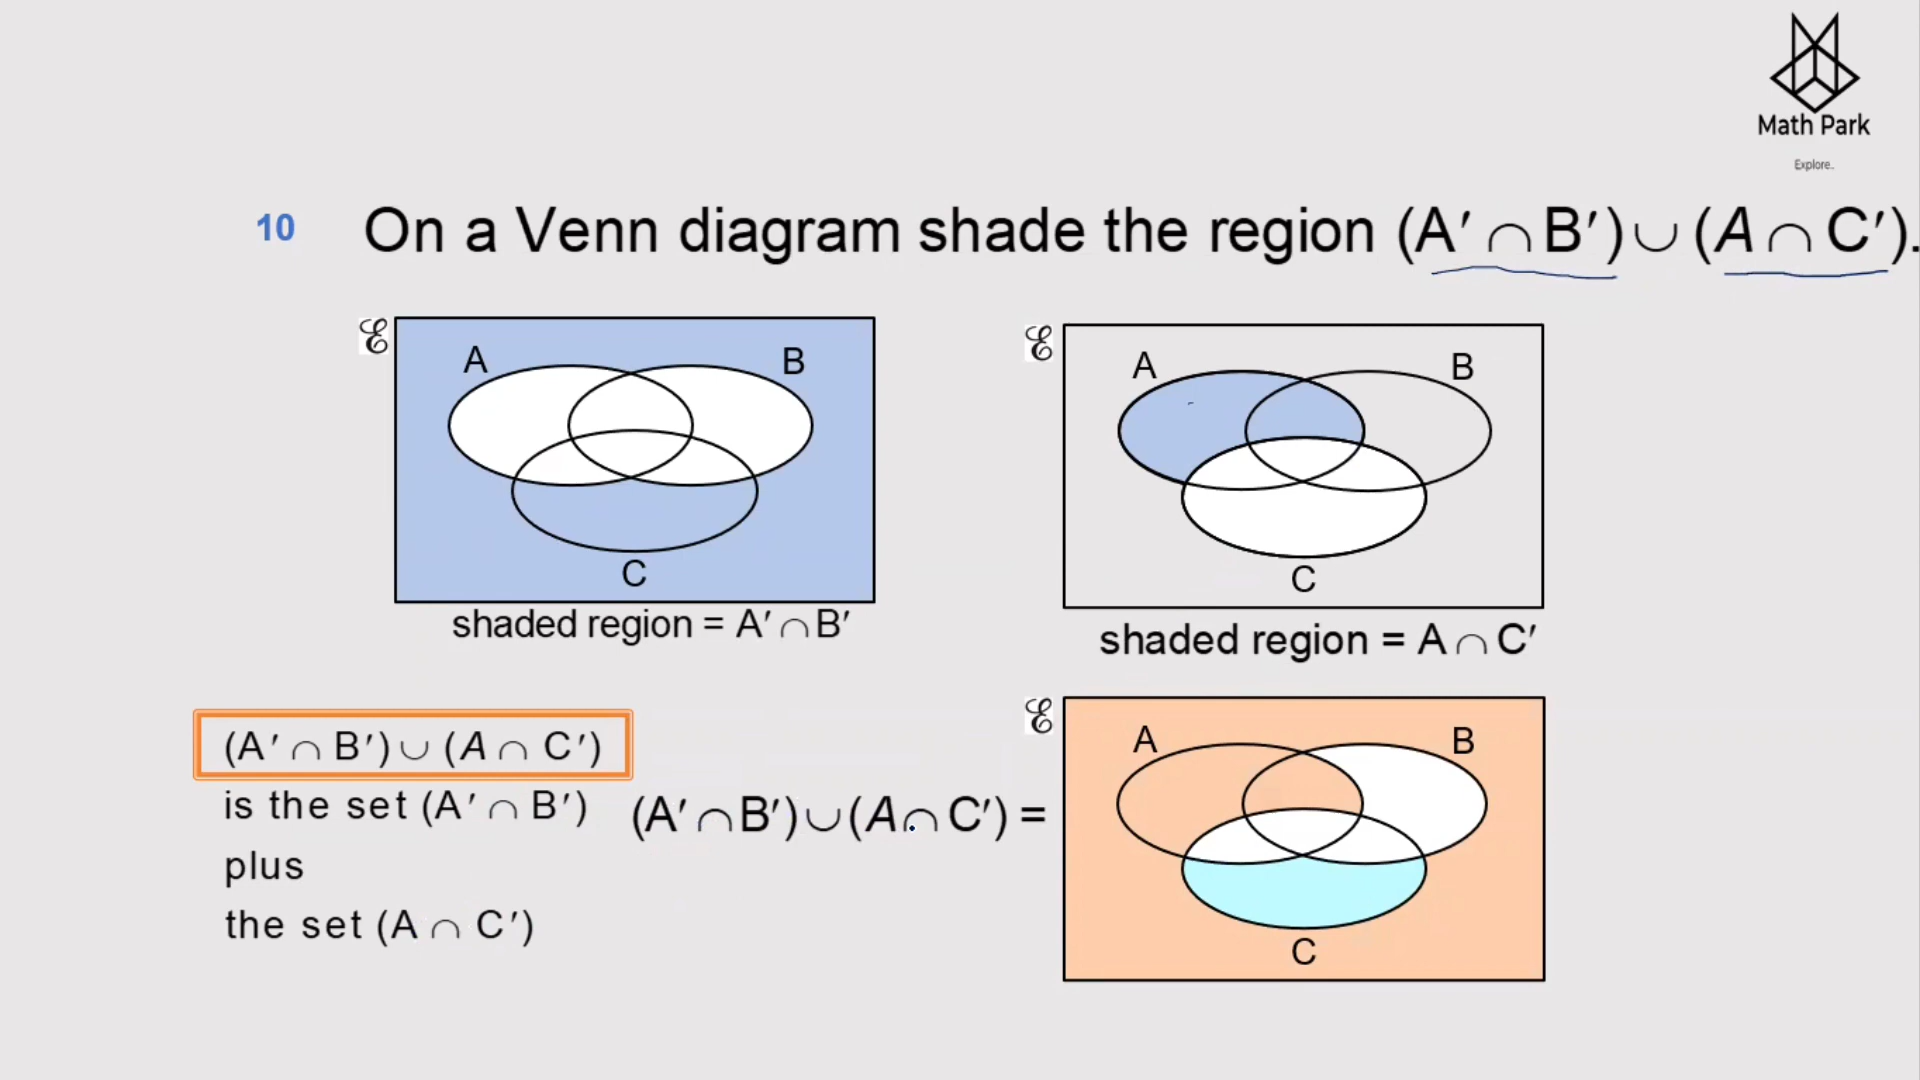 Math Park
Explore..
10 On a Venn diagram shade the region (A′ ∩ B′) ∪ (A ∩ C′).
ℰ
A
B
C
shaded region = A′ ∩ B′
ℰ
A
B
C
shaded region = A ∩ C′
(A′ ∩ B′) ∪ (A ∩ C′)
is the set (A′ ∩ B′)
plus
the set (A ∩ C′)
(A′ ∩ B′) ∪ (A ∩ C′) =
ℰ
A
B
C